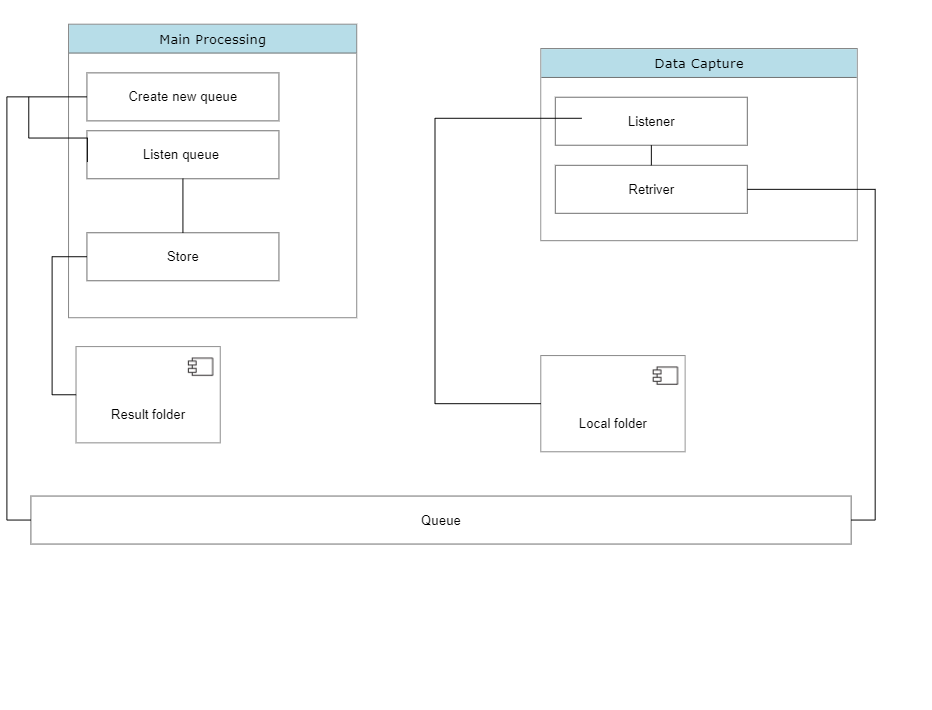 Main Processing
Create new queue
Listen queue
Store
Result folder
Data Capture
Listener
Retriver
Local folder
Queue